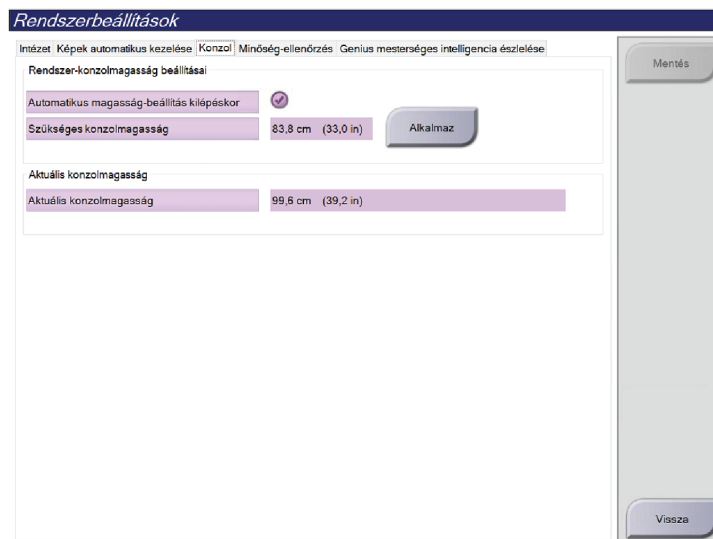 Rendszerbeállítások
Intézet Képek automatikus kezelése Konzol Minőség-ellenőrzés Genius mesterséges intelligencia észlelése
Mentés
Rendszer-konzolmagasság beállításai
Automatikus magasság-beállítás kilépéskor
Szükséges konzolmagasság 83,8 cm (33,0 in) Alkalmaz
Aktuális konzolmagasság
Aktuális konzolmagasság 99,6 cm (39,2 in)
Vissza